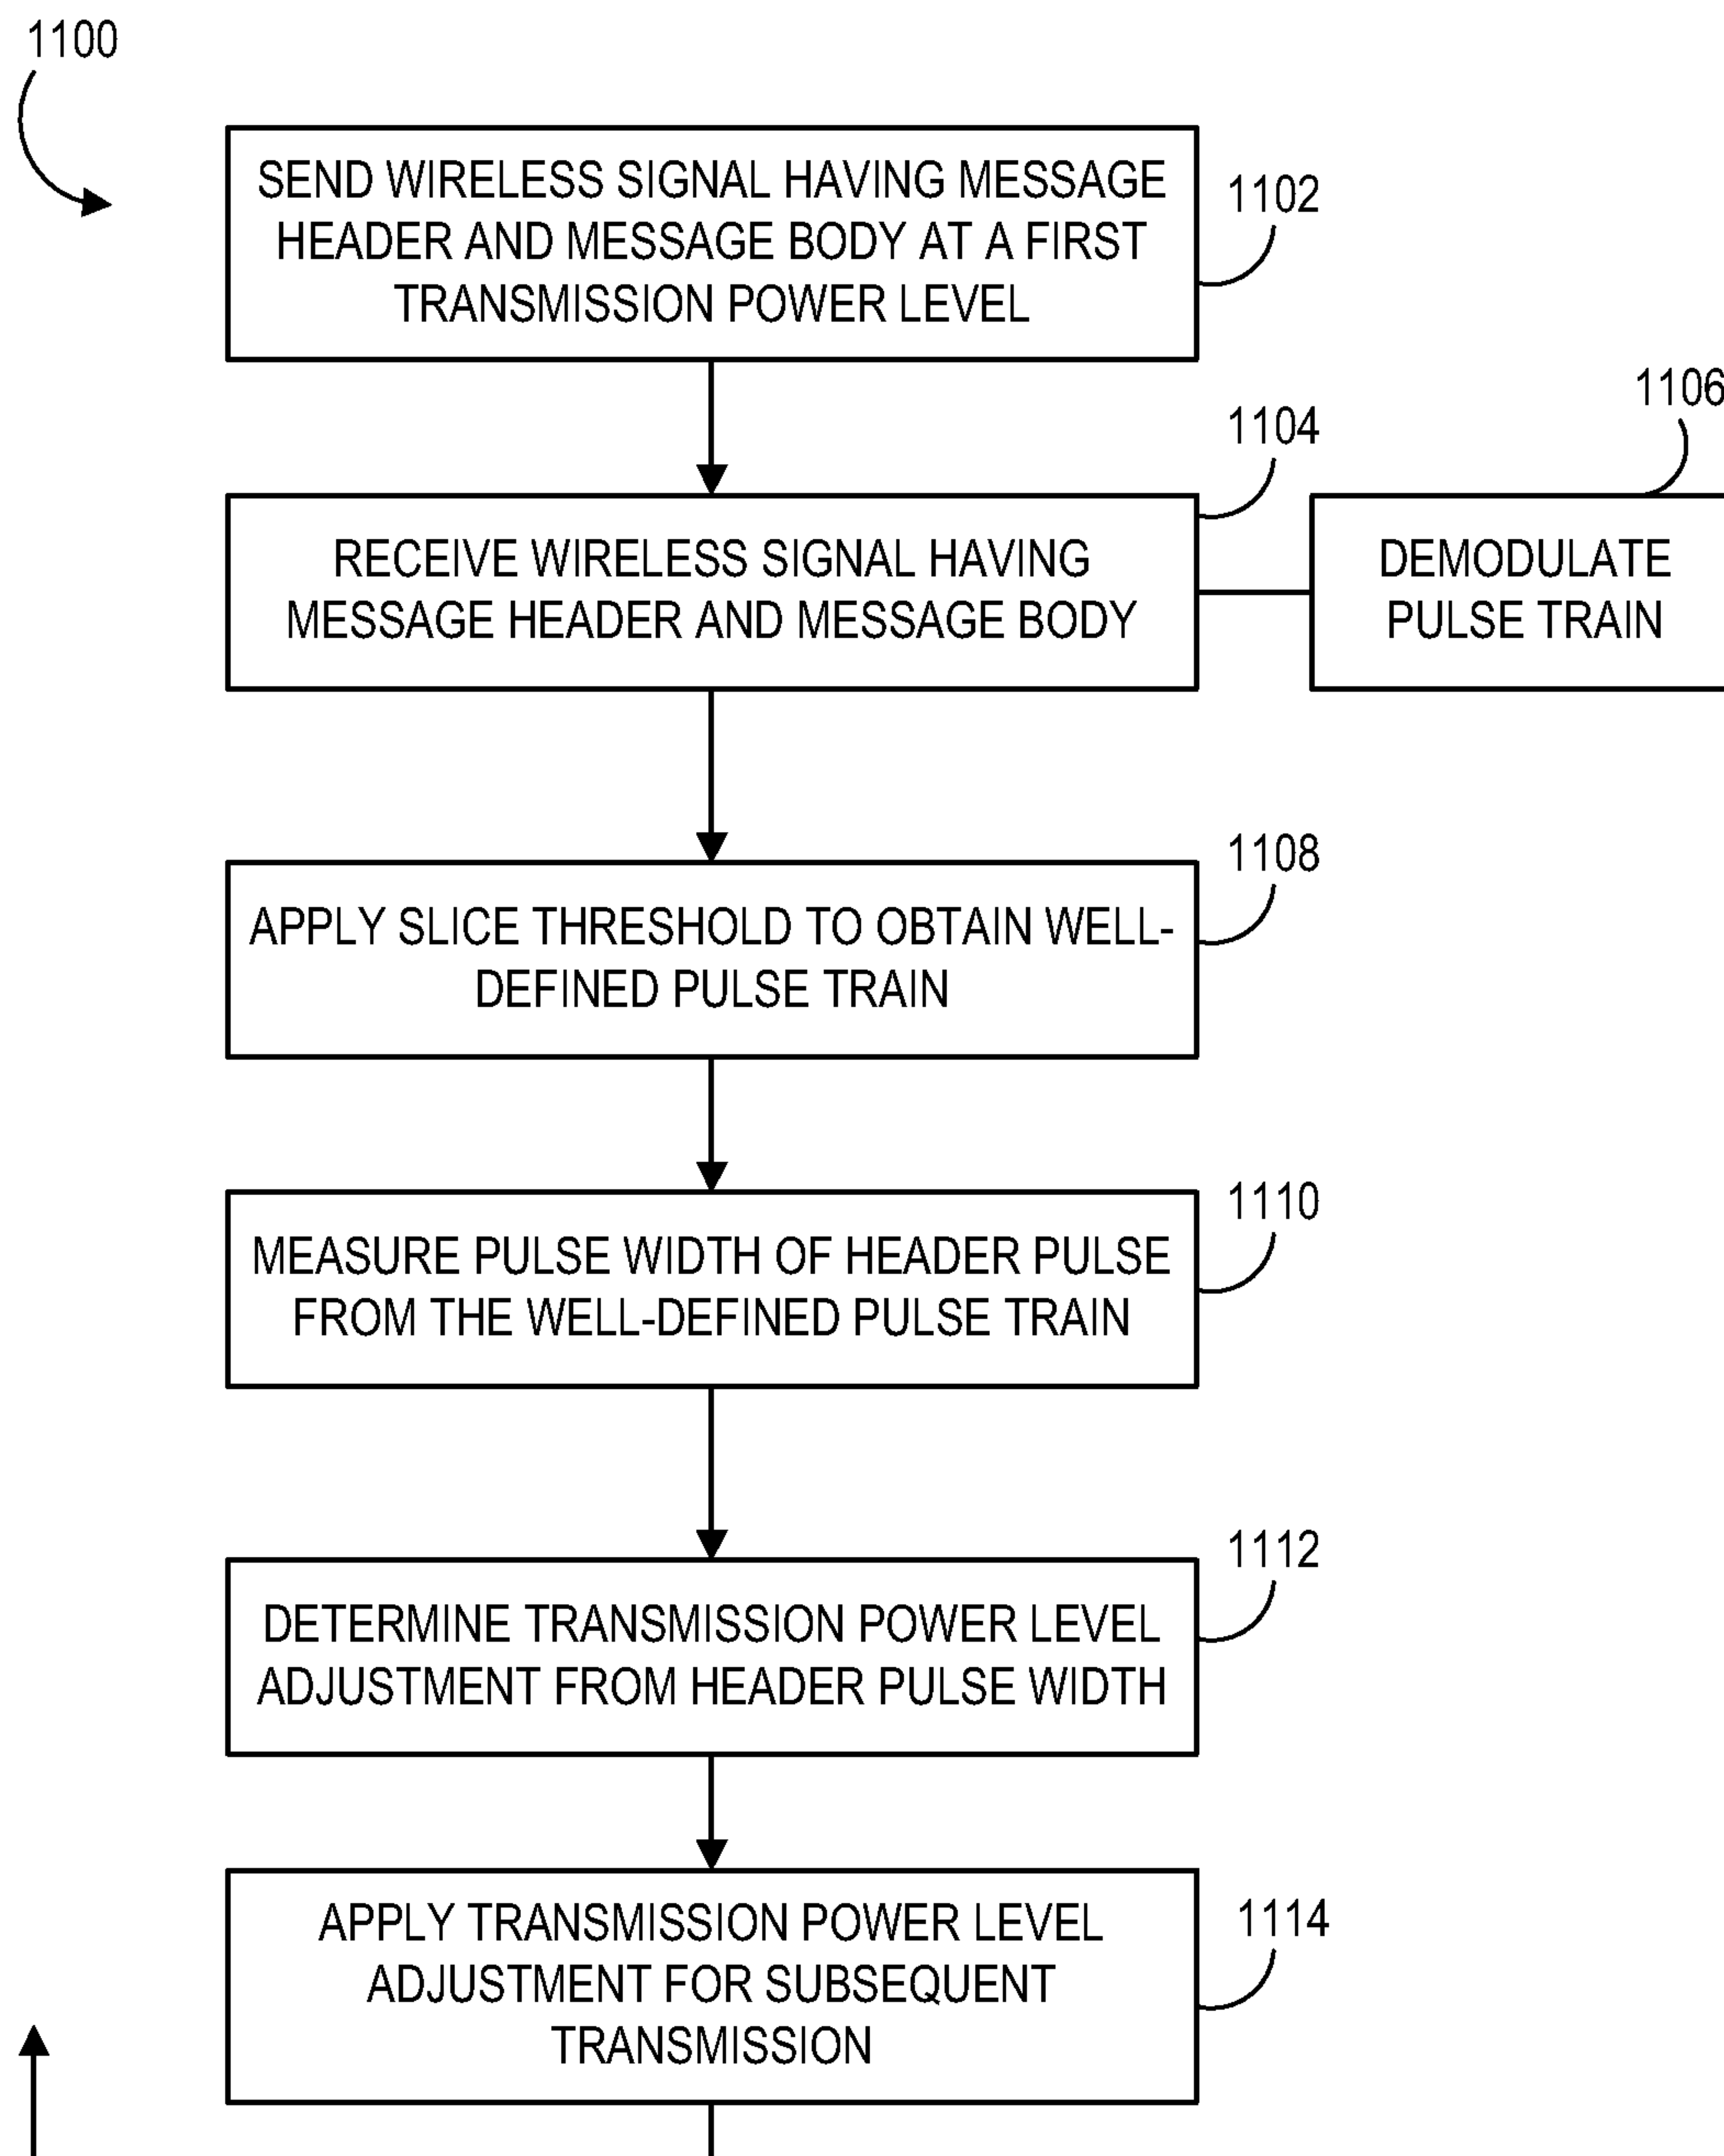 1100
SEND WIRELESS SIGNAL HAVING MESSAGE
HEADER AND MESSAGE BODY AT A FIRST
TRANSMISSION POWER LEVEL
1102
RECEIVE WIRELESS SIGNAL HAVING
MESSAGE HEADER AND MESSAGE BODY
1104
DEMODULATE
PULSE TRAIN
1106
APPLY SLICE THRESHOLD TO OBTAIN WELL-
DEFINED PULSE TRAIN
1108
MEASURE PULSE WIDTH OF HEADER PULSE
FROM THE WELL-DEFINED PULSE TRAIN
1110
DETERMINE TRANSMISSION POWER LEVEL
ADJUSTMENT FROM HEADER PULSE WIDTH
1112
APPLY TRANSMISSION POWER LEVEL
ADJUSTMENT FOR SUBSEQUENT
TRANSMISSION
1114